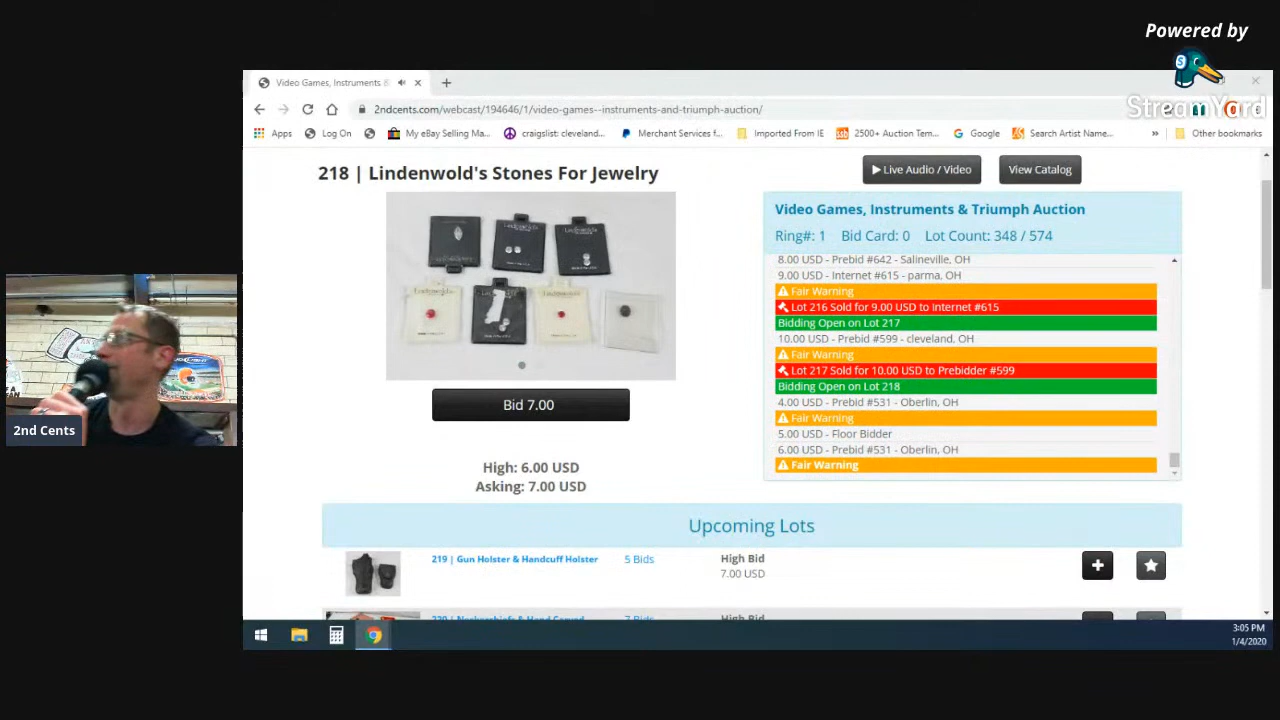 Powered by
StreamYard
Video Games, Instruments &
2ndcents.com/webcast/194646/1/video-games--instruments-and-triumph-auction/
Apps
Log On
My eBay Selling Ma...
craigslist: cleveland...
Merchant Services f...
Imported From IE
2500+ Auction Tem...
Google
Search Artist Name...
»
Other bookmarks
218 | Lindenwold's Stones For Jewelry
Live Audio / Video
View Catalog
Video Games, Instruments & Triumph Auction
Ring#: 1 Bid Card: 0 Lot Count: 348 / 574
8.00 USD - Prebid #642 - Salineville, OH
9.00 USD - Internet #615 - parma, OH
Fair Warning
Lot 216 Sold for 9.00 USD to Internet #615
Bidding Open on Lot 217
10.00 USD - Prebid #599 - cleveland, OH
Fair Warning
Lot 217 Sold for 10.00 USD to Prebidder #599
Bidding Open on Lot 218
4.00 USD - Prebid #531 - Oberlin, OH
Fair Warning
5.00 USD - Floor Bidder
6.00 USD - Prebid #531 - Oberlin, OH
Fair Warning
Bid 7.00
High: 6.00 USD
Asking: 7.00 USD
2nd Cents
Upcoming Lots
219 | Gun Holster & Handcuff Holster
5 Bids
High Bid
7.00 USD
220 | Neckerchiefs & Hand Carved
7 Bids
High Bid
3:05 PM
1/4/2020